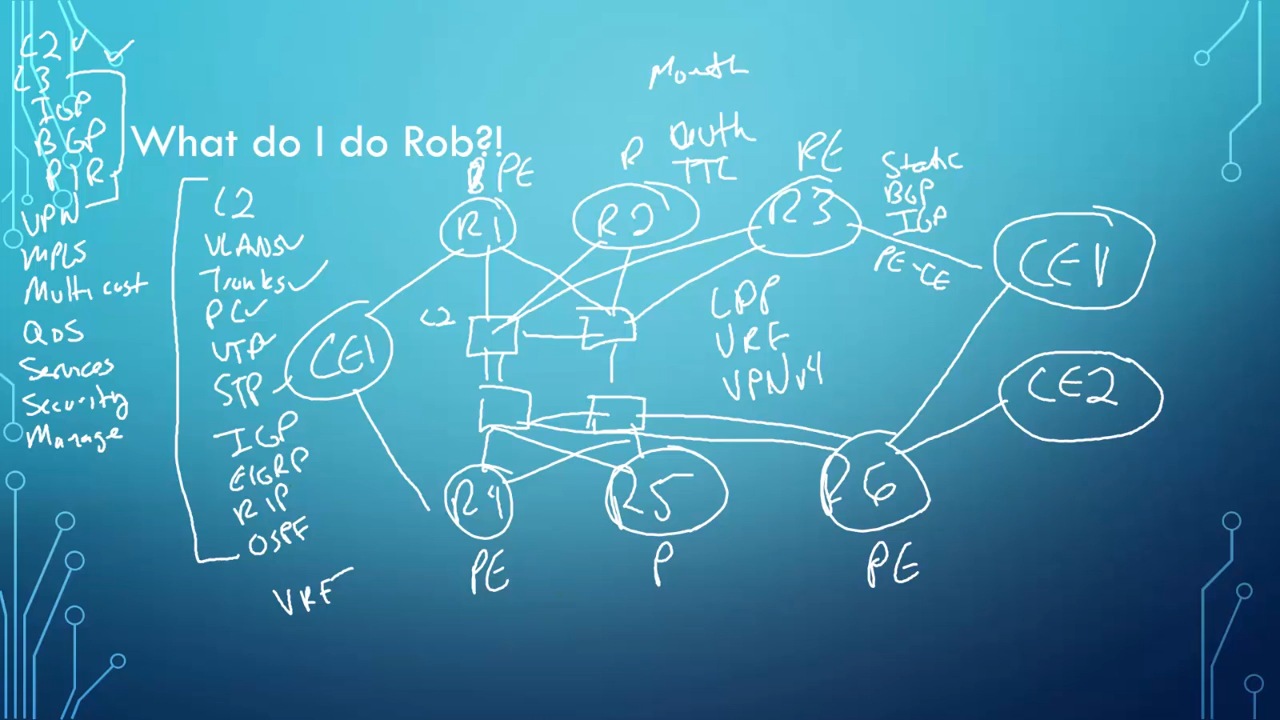 L2
L3
IGP
BGP
VPN
MPLS
Multicast
QOS
Services
Security
Manage
What do I do Rob?!
L2
VLANs
Trunks
PC
VTP
STP
IGP
EIGRP
RIP
OSPF
VRF
Month
Auth
TTL
PE
R1
R2
R3
Static
BGP
IGP
PE-CE
CE1
CE1
CE2
L2
LDP
VRF
VPNv4
R4
R5
R6
PE
P
PE